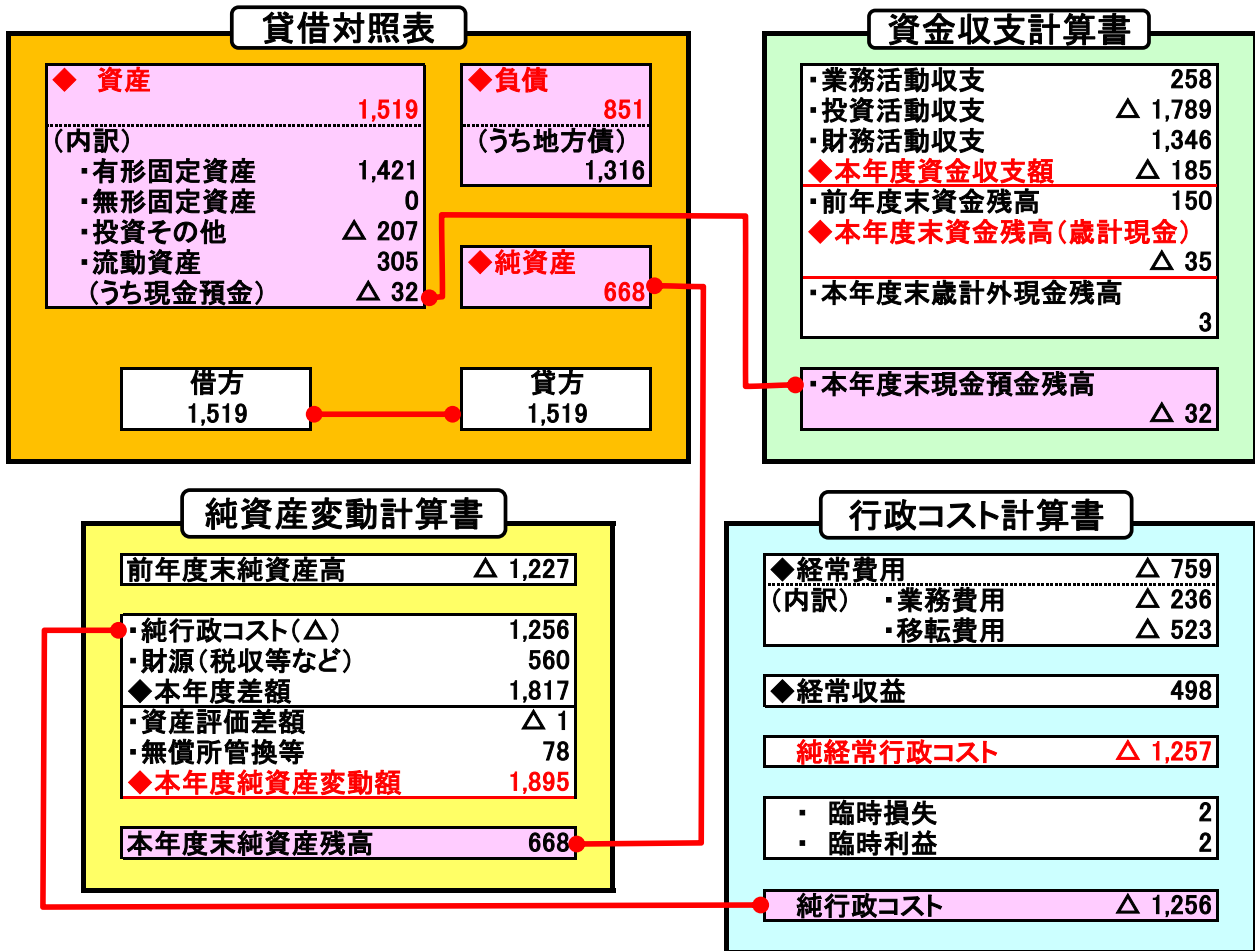 貸借対照表
◆ 資産
1,519
(内訳)
・有形固定資産 1,421
・無形固定資産 0
・投資その他 △ 207
・流動資産 305
(うち現金預金) △ 32
◆負債
851
(うち地方債)
1,316
◆純資産
668
借方
1,519
貸方
1,519
資金収支計算書
・業務活動収支 258
・投資活動収支 △ 1,789
・財務活動収支 1,346
◆本年度資金収支額 △ 185
・前年度末資金残高 150
◆本年度末資金残高(歳計現金)
△ 35
・本年度末歳計外現金残高
3
・本年度末現金預金残高
△ 32
純資産変動計算書
前年度末純資産高 △ 1,227
・純行政コスト(△) 1,256
・財源(税収等など) 560
◆本年度差額 1,817
・資産評価差額 △ 1
・無償所管換等 78
◆本年度純資産変動額 1,895
本年度末純資産残高 668
行政コスト計算書
◆経常費用 △ 759
(内訳) ・業務費用 △ 236
・移転費用 △ 523
◆経常収益 498
純経常行政コスト △ 1,257
・ 臨時損失 2
・ 臨時利益 2
純行政コスト △ 1,256